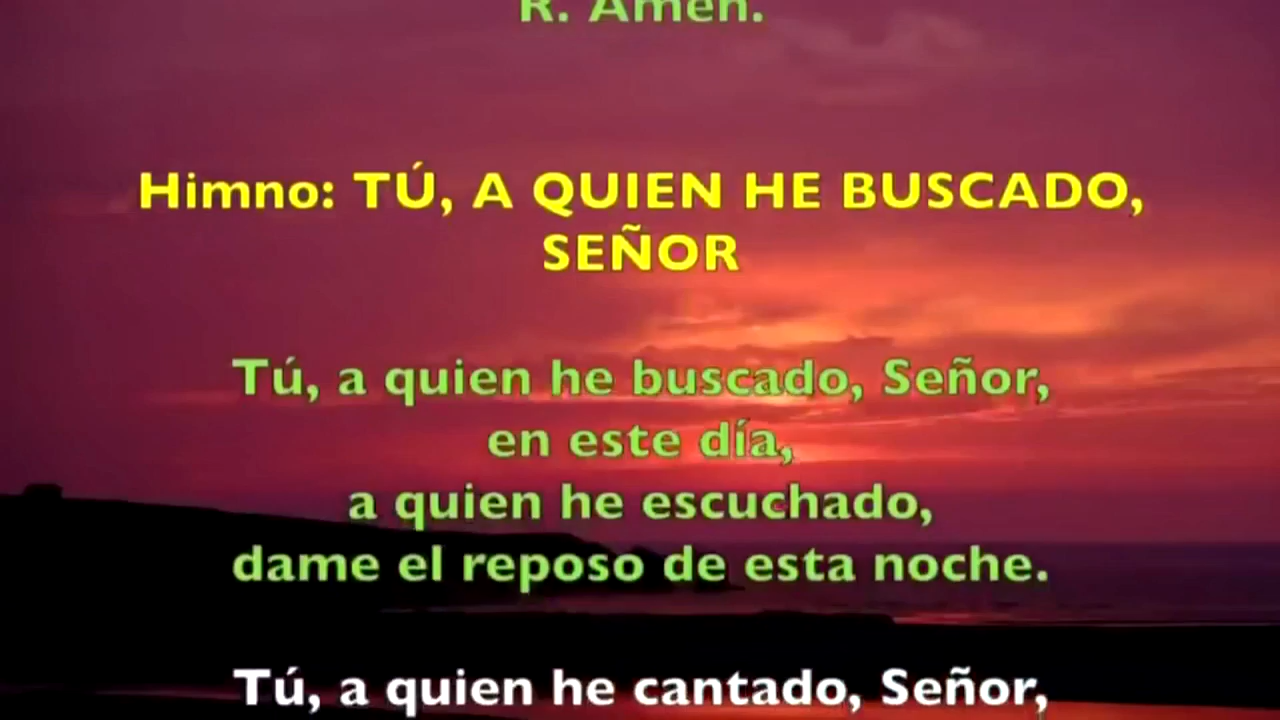 R. Amén.
Himno: TÚ, A QUIEN HE BUSCADO,
SEÑOR
Tú, a quien he buscado, Señor,
en este día,
a quien he escuchado,
dame el reposo de esta noche.
Tú, a quien he cantado, Señor,